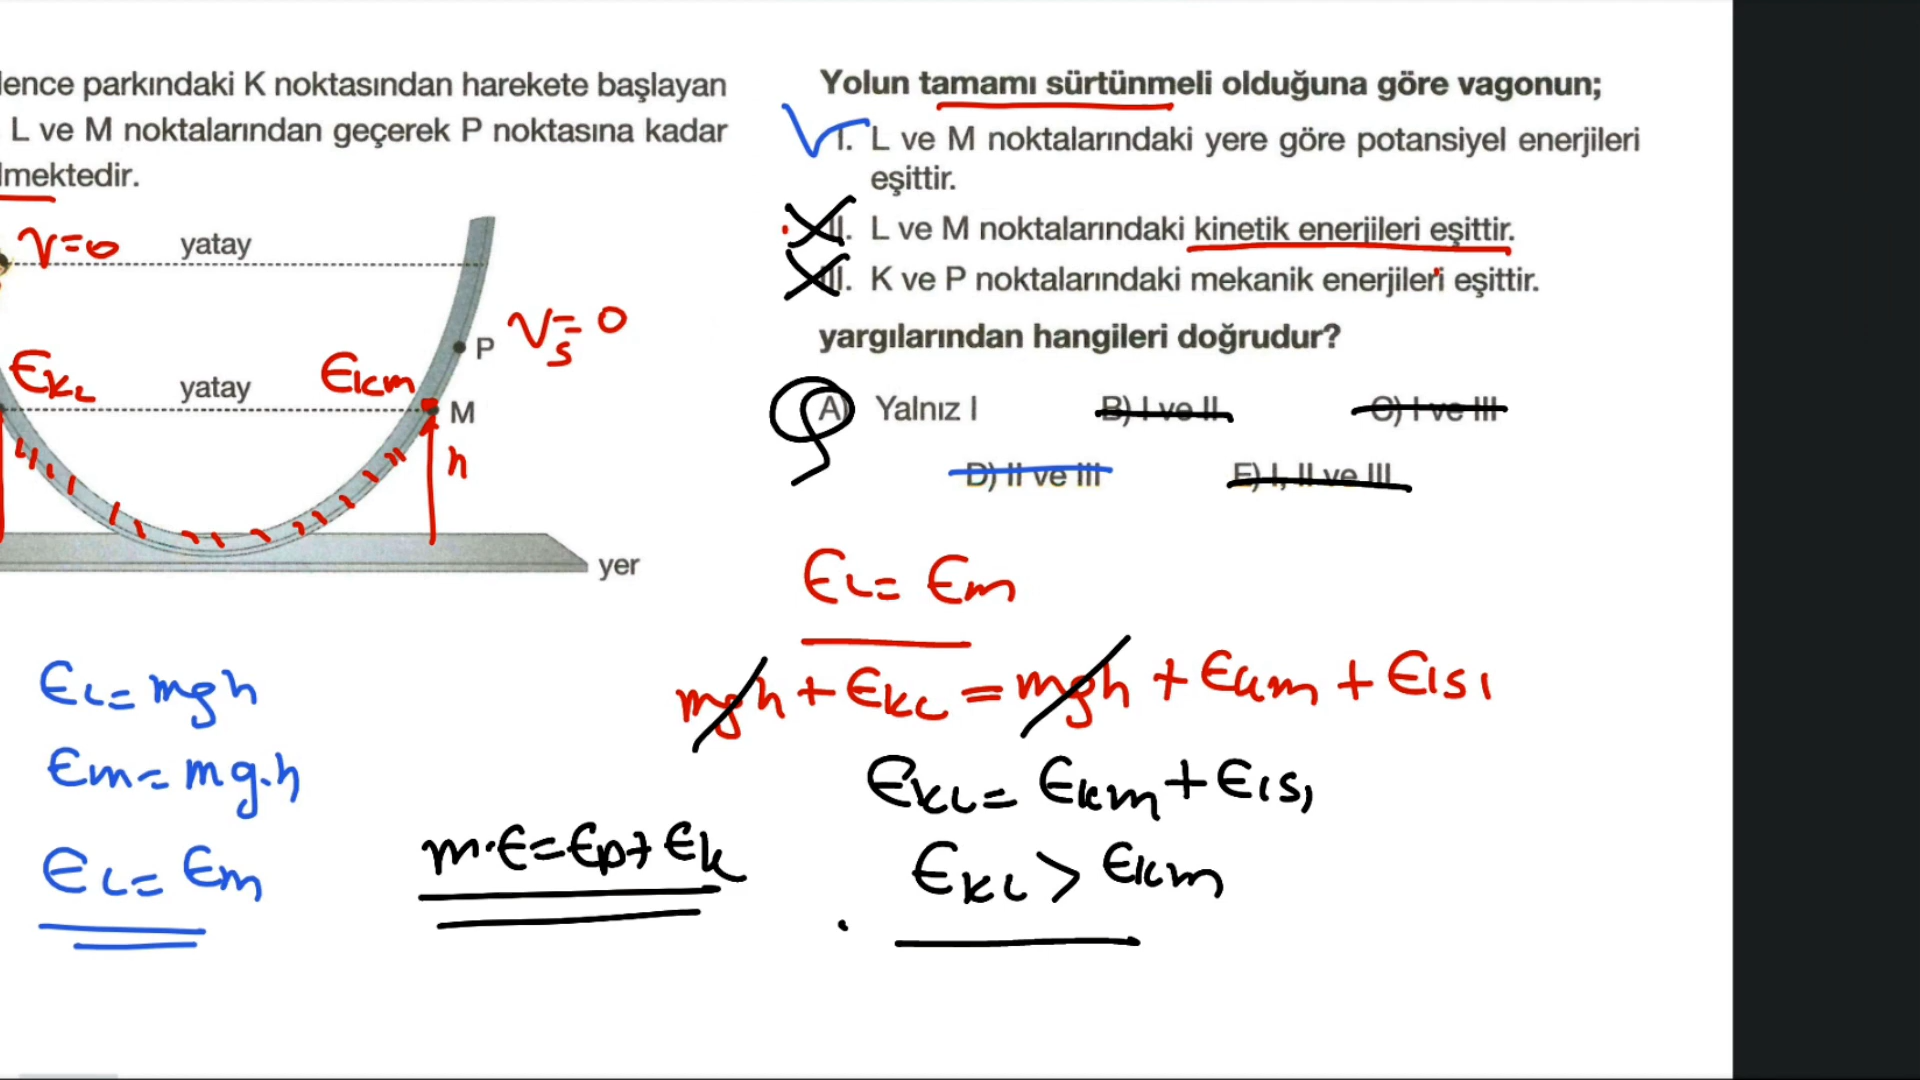 lence parkındaki K noktasından harekete başlayan
L ve M noktalarından geçerek P noktasına kadar
lmektedir.
V=0
yatay
P
Vs=0
EKL
yatay
EKM
M
h
yer
Yolun tamamı sürtünmeli olduğuna göre vagonun;
I. L ve M noktalarındaki yere göre potansiyel enerjileri
eşittir.
II. L ve M noktalarındaki kinetik enerjileri eşittir.
III. K ve P noktalarındaki mekanik enerjileri eşittir.
yargılarından hangileri doğrudur?
A) Yalnız I B) I ve II C) I ve III
D) II ve III E) I, II ve III
EL = Em
mgh + EKL = mgh + EKm + EISI
EKL = EKm + EISI
EKL > EKm
EL = mgh
Em = mg.h
EL = Em
m.E = Ep + Ek